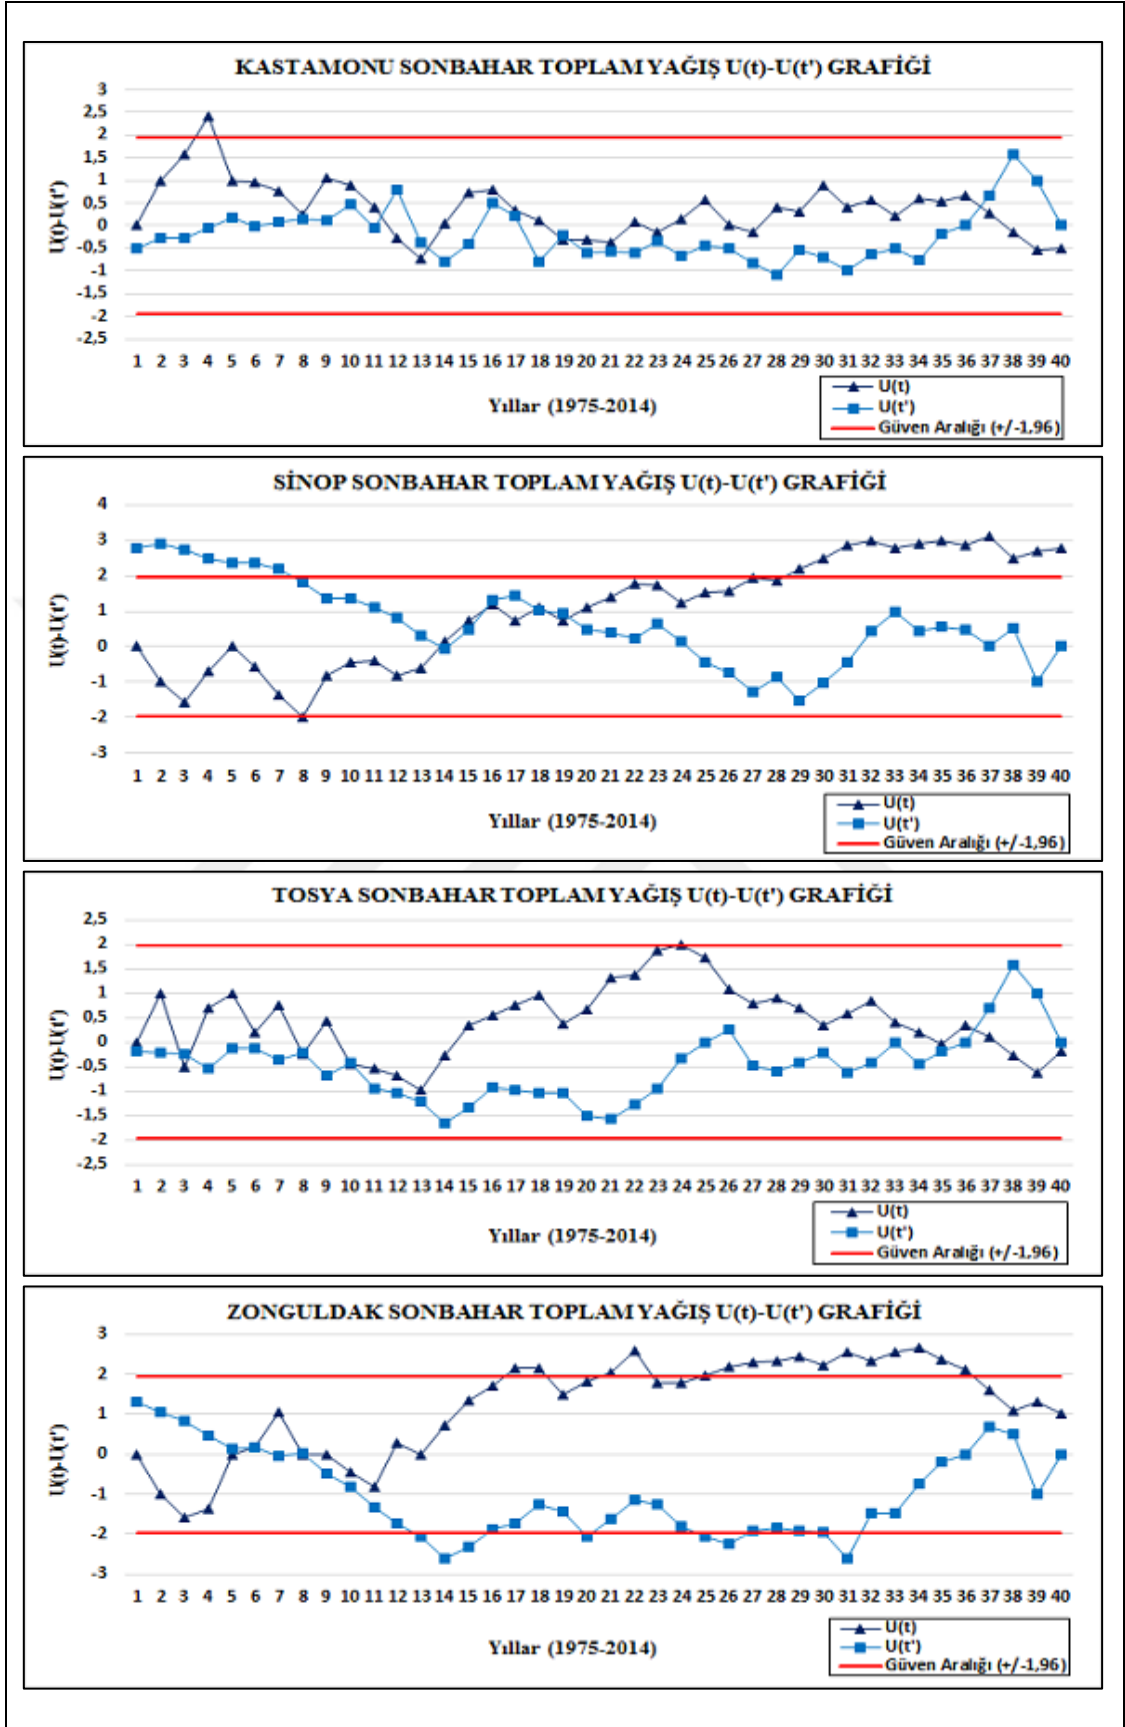 KASTAMONU SONBAHAR TOPLAM YAĞIŞ U(t)-U(t') GRAFİĞİ
3
2,5
2
1,5
1
0,5
0
-0,5
-1
-1,5
-2
-2,5
U(t)-U(t')
1 2 3 4 5 6 7 8 9 10 11 12 13 14 15 16 17 18 19 20 21 22 23 24 25 26 27 28 29 30 31 32 33 34 35 36 37 38 39 40
Yıllar (1975-2014)
U(t)
U(t')
Güven Aralığı (+/-1,96)
SİNOP SONBAHAR TOPLAM YAĞIŞ U(t)-U(t') GRAFİĞİ
4
3
2
1
0
-1
-2
-3
U(t)-U(t')
1 2 3 4 5 6 7 8 9 10 11 12 13 14 15 16 17 18 19 20 21 22 23 24 25 26 27 28 29 30 31 32 33 34 35 36 37 38 39 40
Yıllar (1975-2014)
U(t)
U(t')
Güven Aralığı (+/-1,96)
TOSYA SONBAHAR TOPLAM YAĞIŞ U(t)-U(t') GRAFİĞİ
2,5
2
1,5
1
0,5
0
-0,5
-1
-1,5
-2
-2,5
U(t)-U(t')
1 2 3 4 5 6 7 8 9 10 11 12 13 14 15 16 17 18 19 20 21 22 23 24 25 26 27 28 29 30 31 32 33 34 35 36 37 38 39 40
Yıllar (1975-2014)
U(t)
U(t')
Güven Aralığı (+/-1,96)
ZONGULDAK SONBAHAR TOPLAM YAĞIŞ U(t)-U(t') GRAFİĞİ
3
2
1
0
-1
-2
-3
U(t)-U(t')
1 2 3 4 5 6 7 8 9 10 11 12 13 14 15 16 17 18 19 20 21 22 23 24 25 26 27 28 29 30 31 32 33 34 35 36 37 38 39 40
Yıllar (1975-2014)
U(t)
U(t')
Güven Aralığı (+/-1,96)